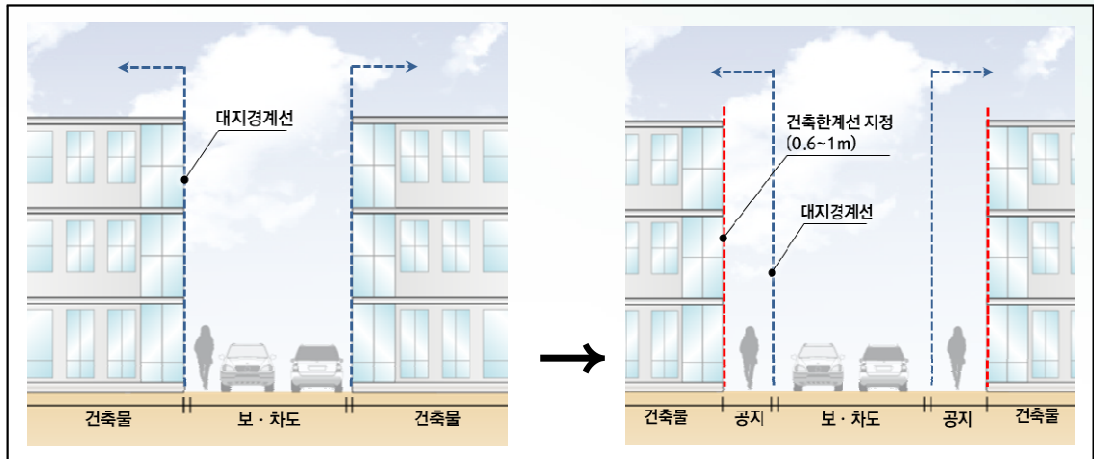 대지경계선
건축물
보 · 차도
건축물
건축한계선 지정
(0.6~1m)
대지경계선
건축물
공지
보 · 차도
공지
건축물